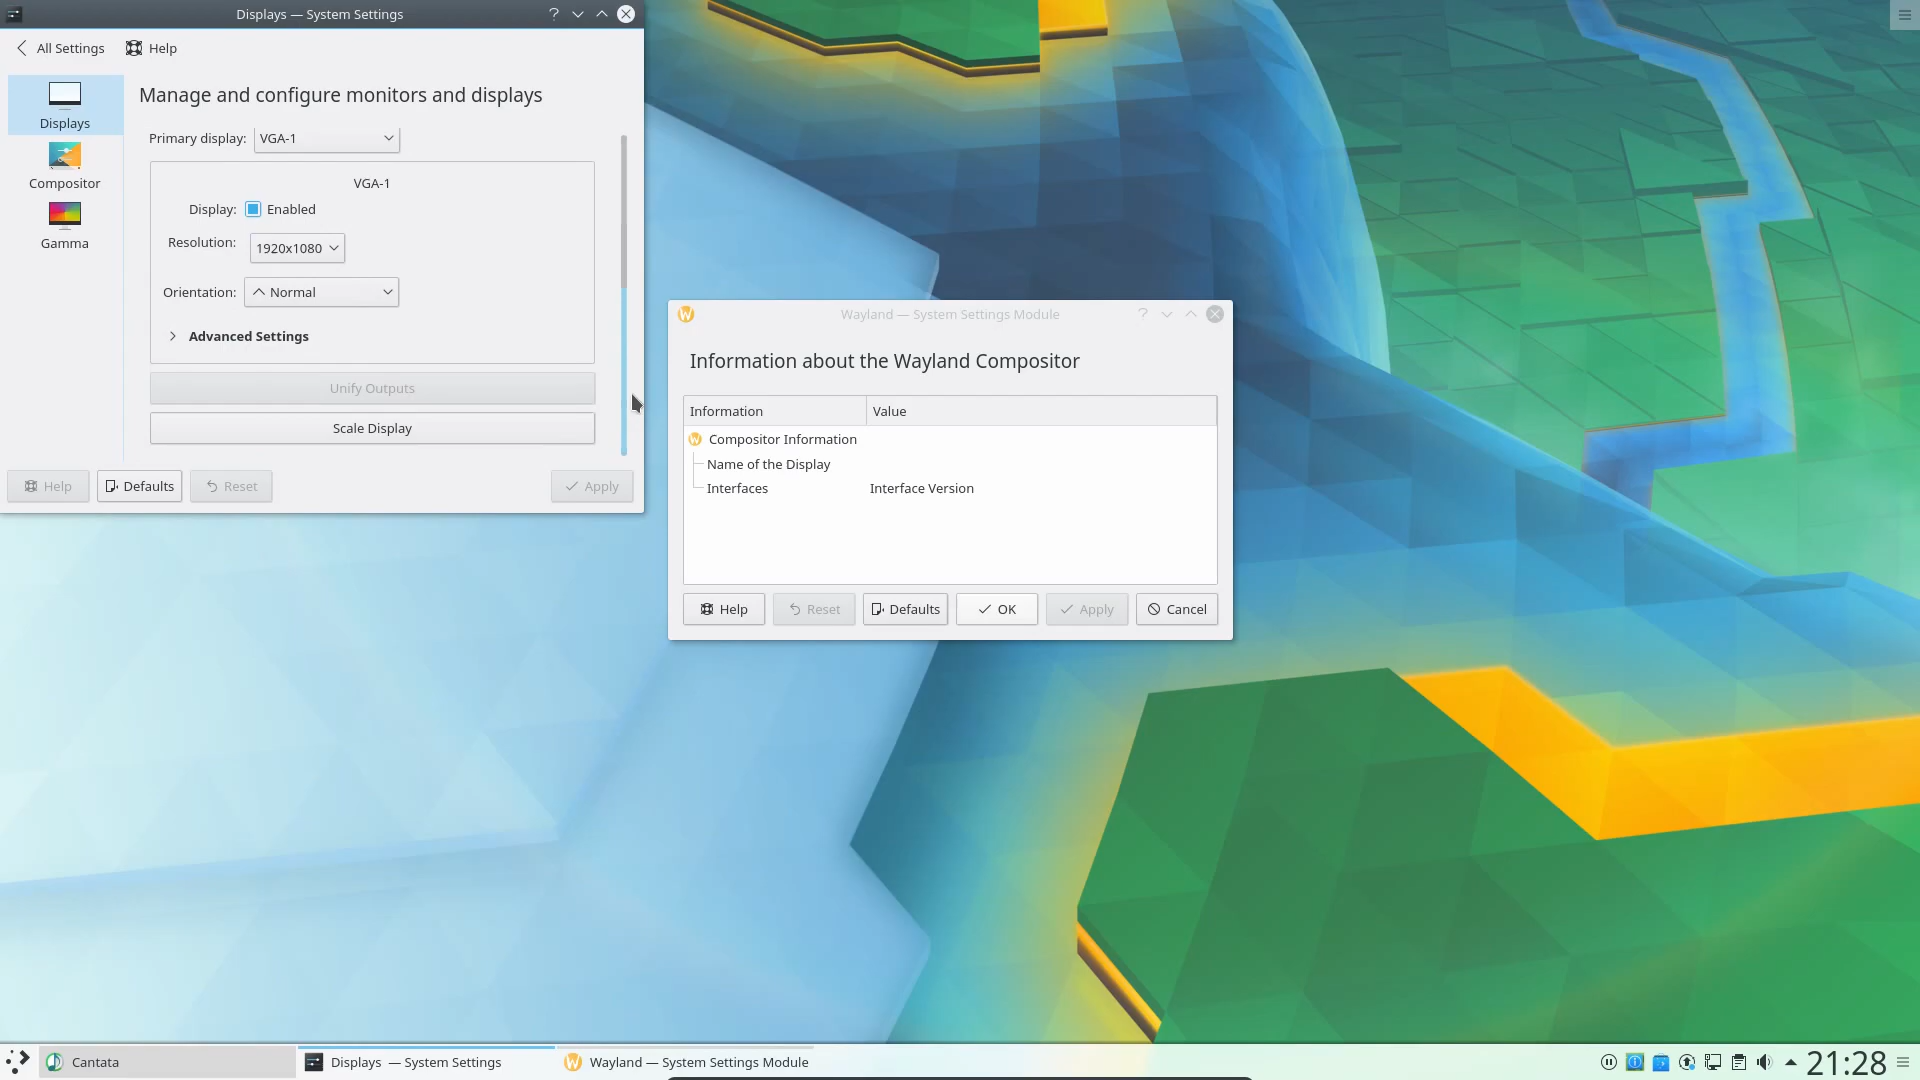 Displays — System Settings
All Settings
Help
Displays
Compositor
Gamma
Manage and configure monitors and displays
Primary display: VGA-1
VGA-1
Display: Enabled
Resolution: 1920x1080
Orientation: Normal
Advanced Settings
Unify Outputs
Scale Display
Help Defaults Reset Apply
Wayland — System Settings Module
Information about the Wayland Compositor
Information Value
Compositor Information
Name of the Display
Interfaces Interface Version
Help Reset Defaults OK Apply Cancel
Cantata
Displays — System Settings
Wayland — System Settings Module
21:28